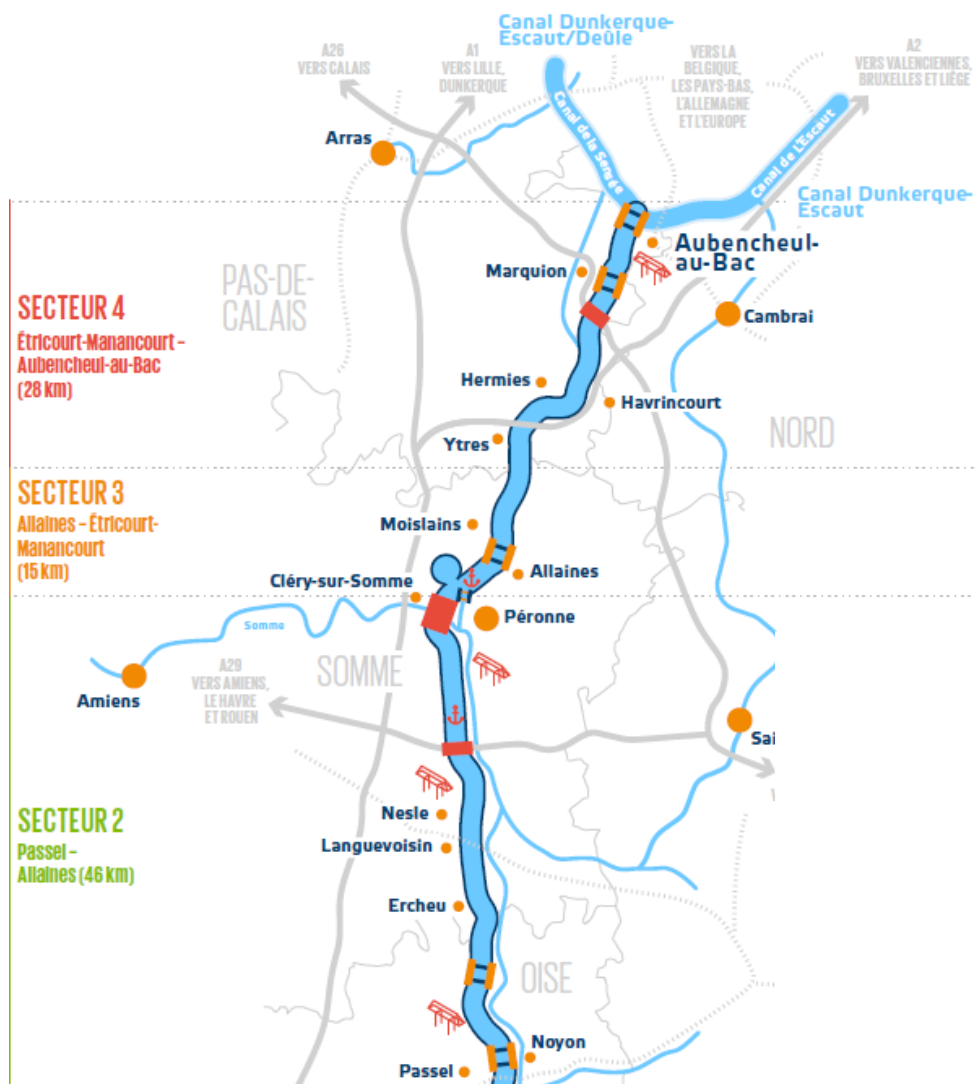 Canal Dunkerque-
Escaut/Deûle
A26
VERS CALAIS
A1
VERS LILLE,
DUNKERQUE
VERS LA
BELGIQUE,
LES PAYS-BAS,
L'ALLEMAGNE
ET L'EUROPE
A2
VERS VALENCIENNES,
BRUXELLES ET LIÈGE
Arras
Canal de la Sensée
Canal de L'Escaut
Canal Dunkerque-
Escaut
Aubencheul-
au-Bac
Marquion
PAS-DE-
CALAIS
SECTEUR 4
Étricourt-Manancourt –
Aubencheul-au-Bac
(28 km)
Cambrai
Hermies
Havrincourt
NORD
Ytres
SECTEUR 3
Allaines – Étricourt-
Manancourt
(15 km)
Moislains
Allaines
Cléry-sur-Somme
Péronne
Somme
SOMME
A29
VERS AMIENS,
LE HAVRE
ET ROUEN
Amiens
Sai
SECTEUR 2
Passel –
Allaines (46 km)
Nesle
Languevoisin
Ercheu
OISE
Noyon
Passel